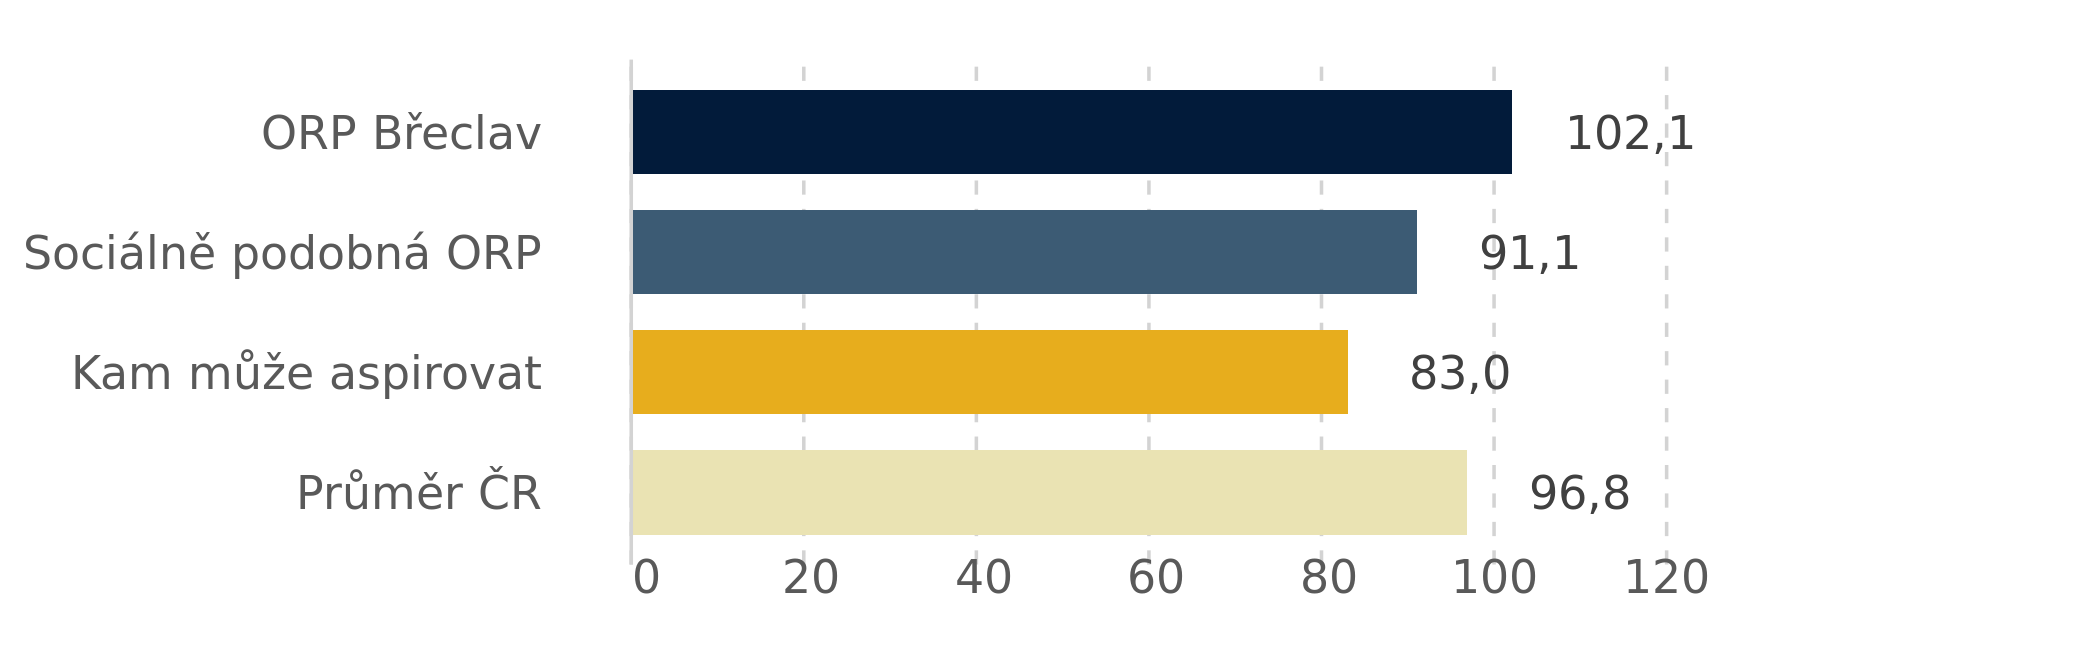 ORP Břeclav 102,1
Sociálně podobná ORP 91,1
Kam může aspirovat 83,0
Průměr ČR 96,8
0 20 40 60 80 100 120